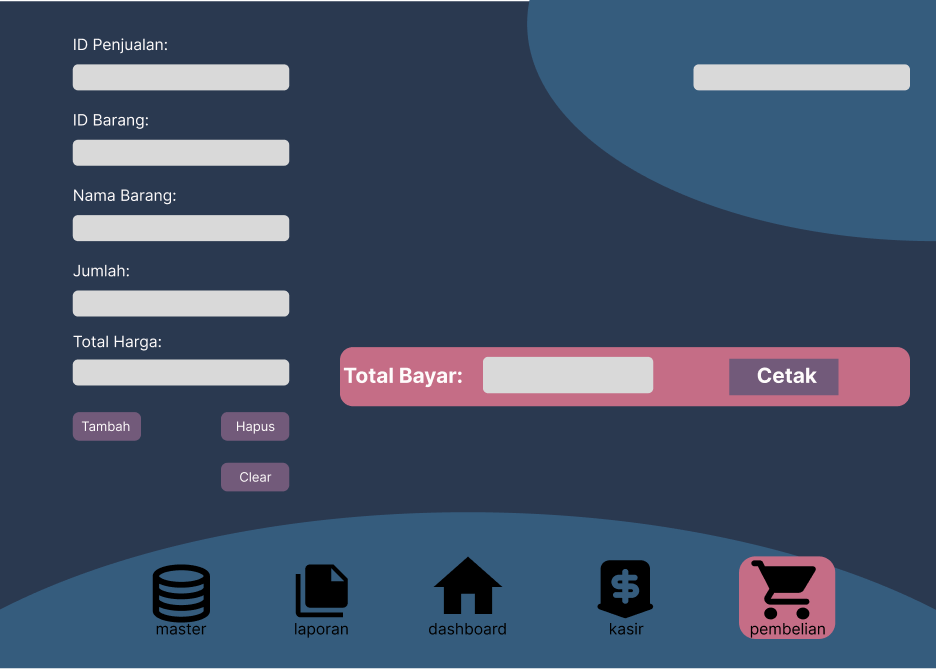 ID Penjualan:
ID Barang:
Nama Barang:
Jumlah:
Total Harga:
Total Bayar:
Cetak
Tambah
Hapus
Clear
master
laporan
dashboard
$
kasir
pembelian